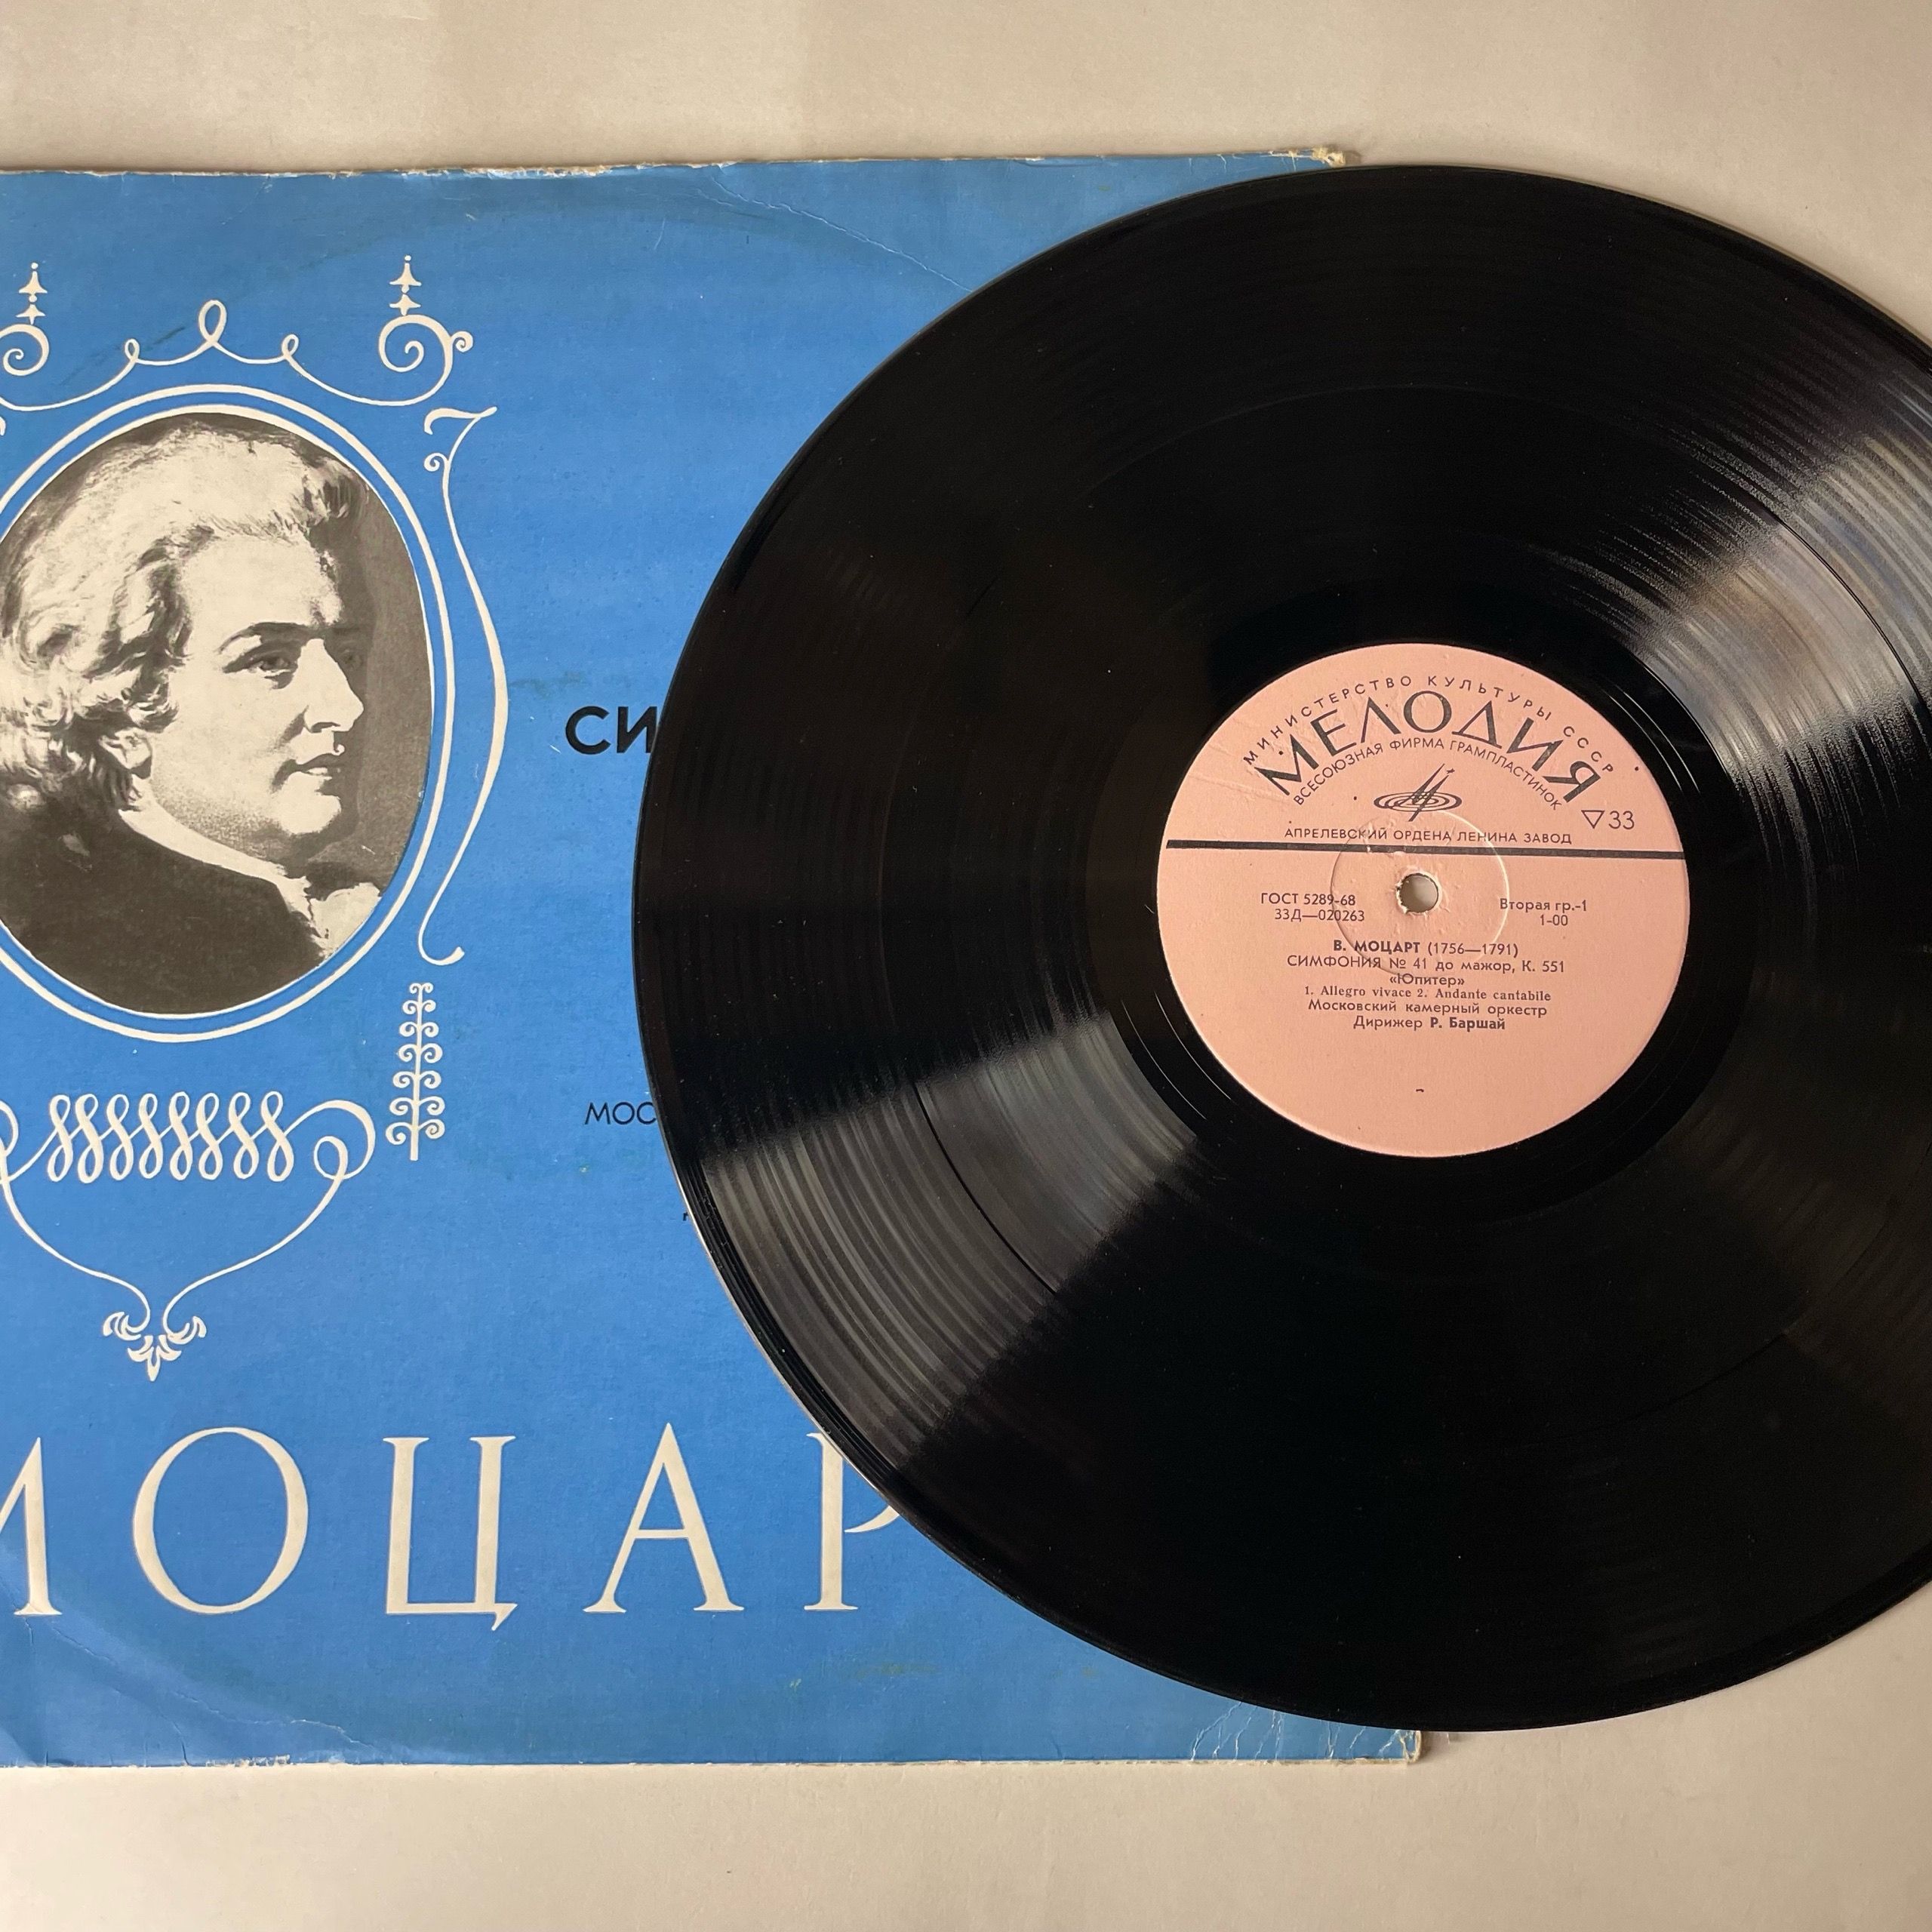 СИ
МОС
МОЦАР
МИНИСТЕРСТВО КУЛЬТУРЫ СССР
МЕЛОДИЯ
ВСЕСОЮЗНАЯ ФИРМА ГРАМПЛАСТИНОК
▽33
АПРЕЛЕВСКИЙ ОРДЕНА ЛЕНИНА ЗАВОД
ГОСТ 5289-68 Вторая гр.-1
33Д—020263 1-00
В. МОЦАРТ (1756—1791)
СИМФОНИЯ № 41 до мажор, К. 551
«Юпитер»
1. Allegro vivace 2. Andante cantabile
Московский камерный оркестр
Дирижер Р. Баршай